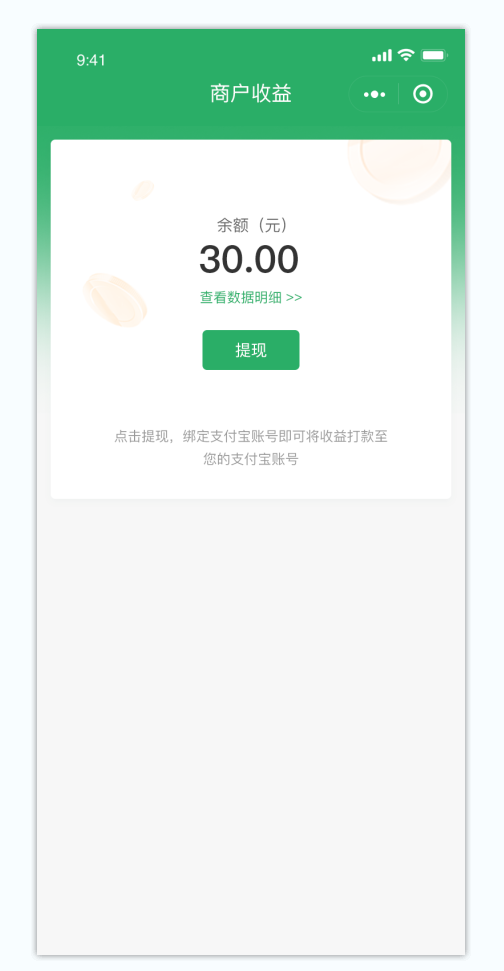 9:41
商户收益
余额（元）
30.00
查看数据明细 >>
提现
点击提现，绑定支付宝账号即可将收益打款至
您的支付宝账号